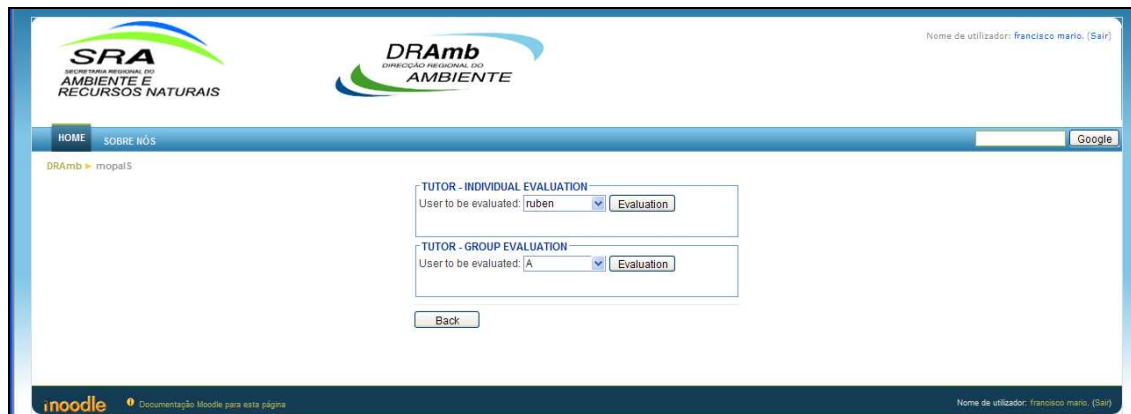 SRA
SECRETARIA REGIONAL DO
AMBIENTE E
RECURSOS NATURAIS
DRAmb
DIRECÇÃO REGIONAL DO
AMBIENTE
Nome de utilizador: francisco mario. (Sair)
HOME SOBRE NÓS
Google
DRAmb ► mopalS
TUTOR - INDIVIDUAL EVALUATION
User to be evaluated: ruben Evaluation
TUTOR - GROUP EVALUATION
User to be evaluated: A Evaluation
Back
moodle Documentação Moodle para esta página
Nome de utilizador: francisco mario. (Sair)